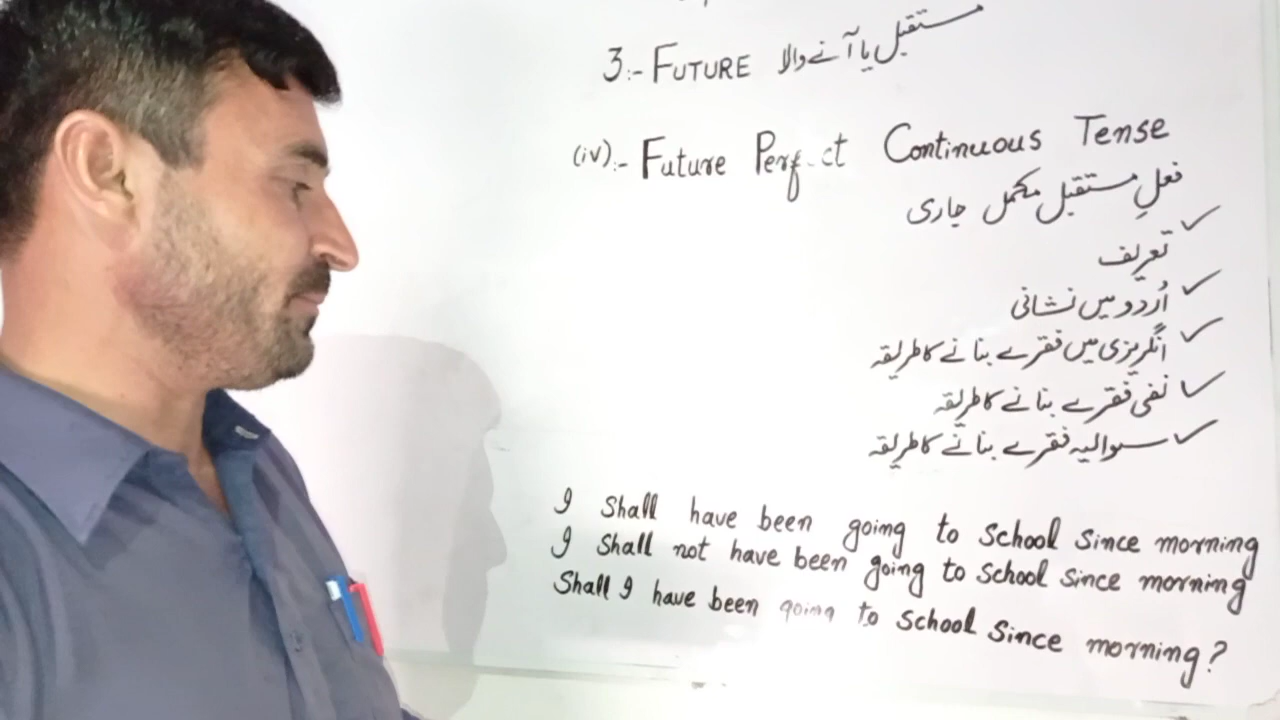 3:- FUTURE مستقبل یا آنے والا
(iv):- Future Perfect Continuous Tense
فعلِ مستقبل مکمل جاری
تعریف ✓
اُردو میں نشانی ✓
انگریزی میں فقرے بنانے کا طریقہ ✓
نفی فقرے بنانے کا طریقہ ✓
سوالیہ فقرے بنانے کا طریقہ ✓
I Shall have been going to School Since morning
I Shall not have been going to School Since morning
Shall I have been going to School Since morning?